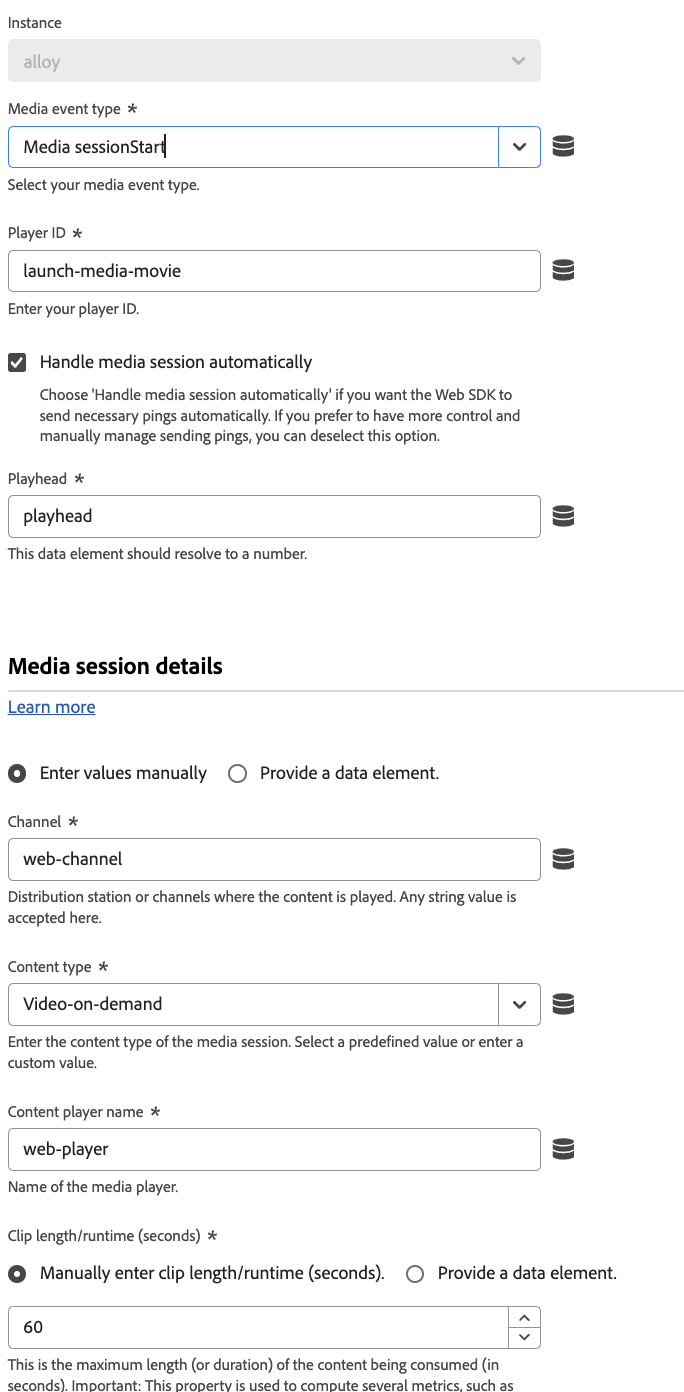 Instance
alloy
Media event type *
Media sessionStart
Select your media event type.
Player ID *
launch-media-movie
Enter your player ID.
Handle media session automatically
Choose 'Handle media session automatically' if you want the Web SDK to
send necessary pings automatically. If you prefer to have more control and
manually manage sending pings, you can deselect this option.
Playhead *
playhead
This data element should resolve to a number.
Media session details
Learn more
Enter values manually Provide a data element.
Channel *
web-channel
Distribution station or channels where the content is played. Any string value is
accepted here.
Content type *
Video-on-demand
Enter the content type of the media session. Select a predefined value or enter a
custom value.
Content player name *
web-player
Name of the media player.
Clip length/runtime (seconds) *
Manually enter clip length/runtime (seconds). Provide a data element.
60
This is the maximum length (or duration) of the content being consumed (in
seconds). Important: This property is used to compute several metrics, such as